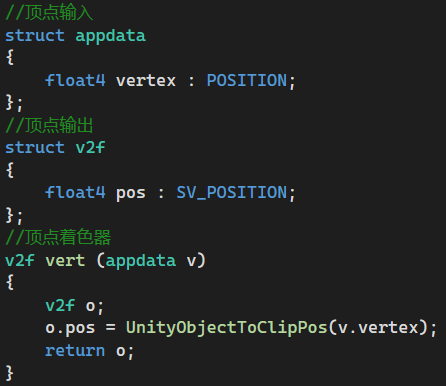 //顶点输入
struct appdata
{
    float4 vertex : POSITION;
};
//顶点输出
struct v2f
{
    float4 pos : SV_POSITION;
};
//顶点着色器
v2f vert (appdata v)
{
    v2f o;
    o.pos = UnityObjectToClipPos(v.vertex);
    return o;
}